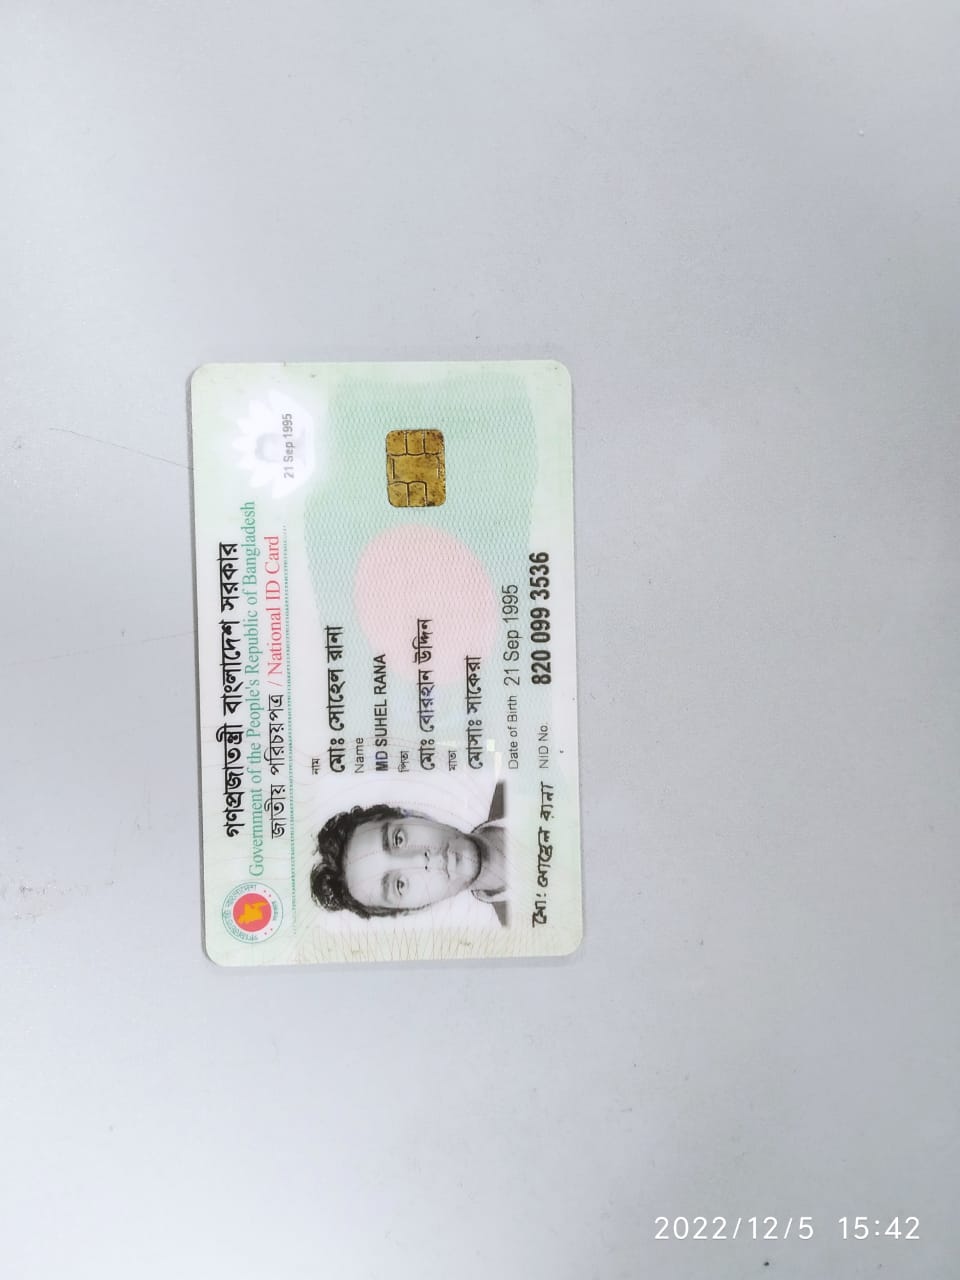 গণপ্রজাতন্ত্রী বাংলাদেশ সরকার
Government of the People's Republic of Bangladesh
জাতীয় পরিচয়পত্র / National ID Card
21 Sep 1995
নাম
মোঃ সোহেল রানা
Name
MD SUHEL RANA
পিতা
মোঃ বোরহান উদ্দিন
মাতা
মোসাঃ সাকেরা
Date of Birth 21 Sep 1995
NID No. 820 099 3536
মো: সোহেল রানা
2022/12/5 15:42